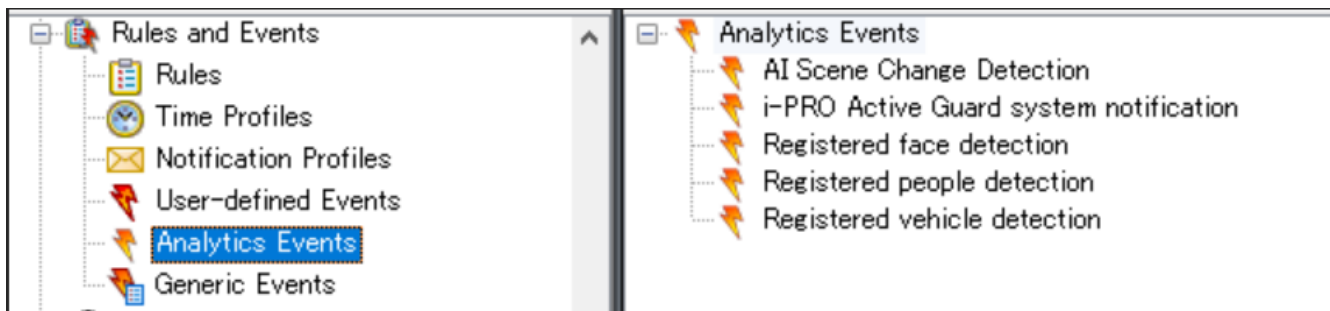 Rules and Events
Rules
Time Profiles
Notification Profiles
User-defined Events
Analytics Events
Generic Events
Analytics Events
AI Scene Change Detection
i-PRO Active Guard system notification
Registered face detection
Registered people detection
Registered vehicle detection